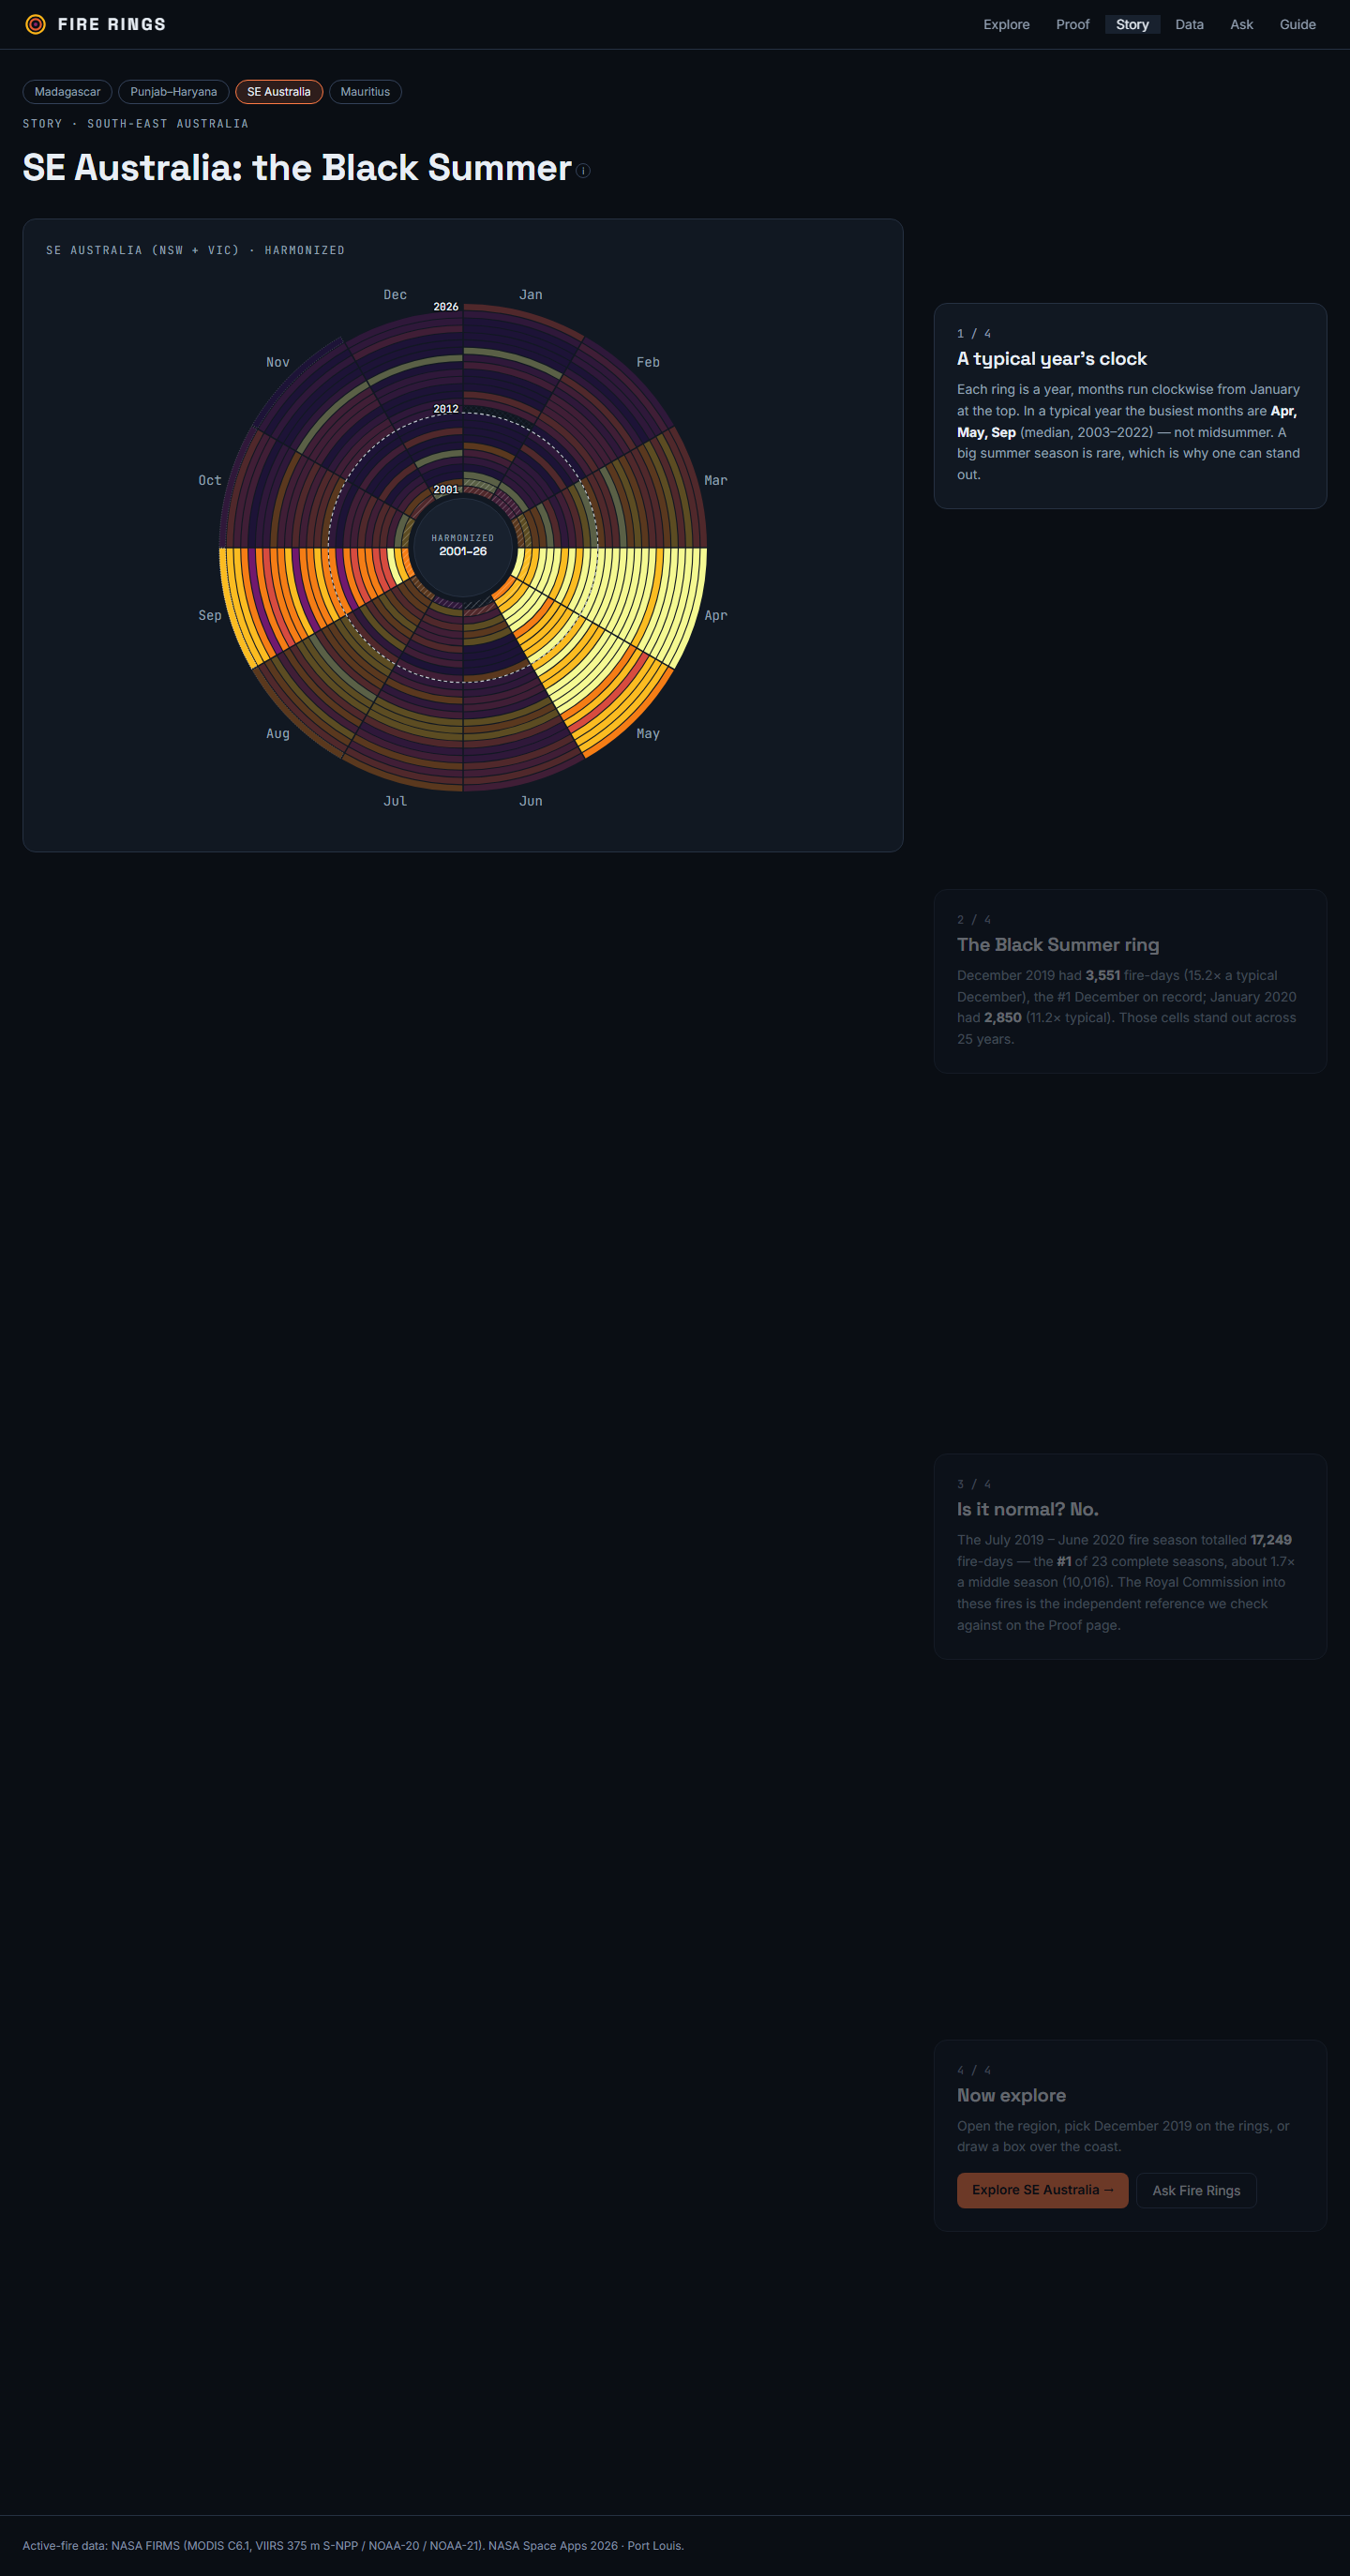 FIRE RINGS
Explore Proof Story Data Ask Guide
Madagascar Punjab–Haryana SE Australia Mauritius
STORY · SOUTH-EAST AUSTRALIA
SE Australia: the Black Summer i
SE AUSTRALIA (NSW + VIC) · HARMONIZED
Dec
Jan
2026
Nov
Feb
2012
Oct
Mar
2001
HARMONIZED
2001–26
Sep
Apr
Aug
May
Jul
Jun
1 / 4
A typical year's clock
Each ring is a year, months run clockwise from January
at the top. In a typical year the busiest months are Apr,
May, Sep (median, 2003–2022) — not midsummer. A
big summer season is rare, which is why one can stand
out.
2 / 4
The Black Summer ring
December 2019 had 3,551 fire-days (15.2× a typical
December), the #1 December on record; January 2020
had 2,850 (11.2× typical). Those cells stand out across
25 years.
3 / 4
Is it normal? No.
The July 2019 – June 2020 fire season totalled 17,249
fire-days — the #1 of 23 complete seasons, about 1.7×
a middle season (10,016). The Royal Commission into
these fires is the independent reference we check
against on the Proof page.
4 / 4
Now explore
Open the region, pick December 2019 on the rings, or
draw a box over the coast.
Explore SE Australia →
Ask Fire Rings
Active-fire data: NASA FIRMS (MODIS C6.1, VIIRS 375 m S-NPP / NOAA-20 / NOAA-21). NASA Space Apps 2026 · Port Louis.